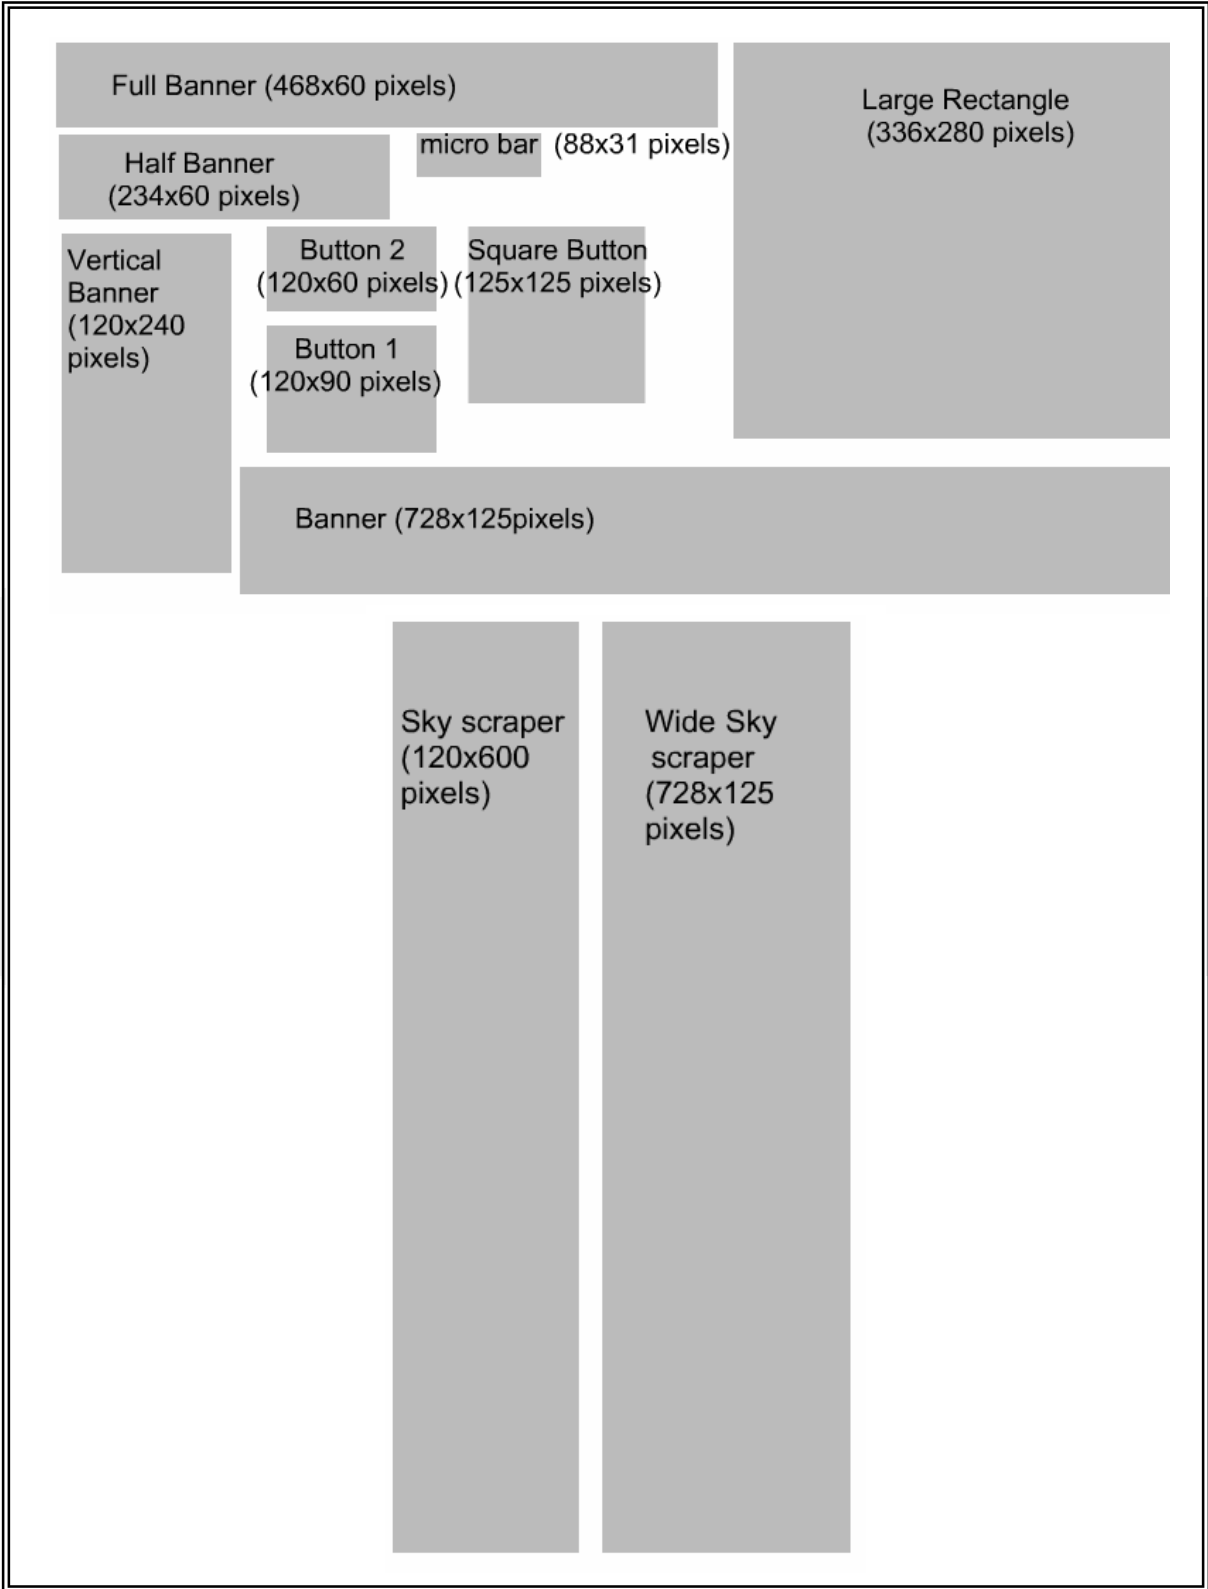 Full Banner (468x60 pixels)
Large Rectangle
(336x280 pixels)
micro bar (88x31 pixels)
Half Banner
(234x60 pixels)
Vertical
Banner
(120x240
pixels)
Button 2
(120x60 pixels)
Square Button
(125x125 pixels)
Button 1
(120x90 pixels)
Banner (728x125pixels)
Sky scraper
(120x600
pixels)
Wide Sky
scraper
(728x125
pixels)